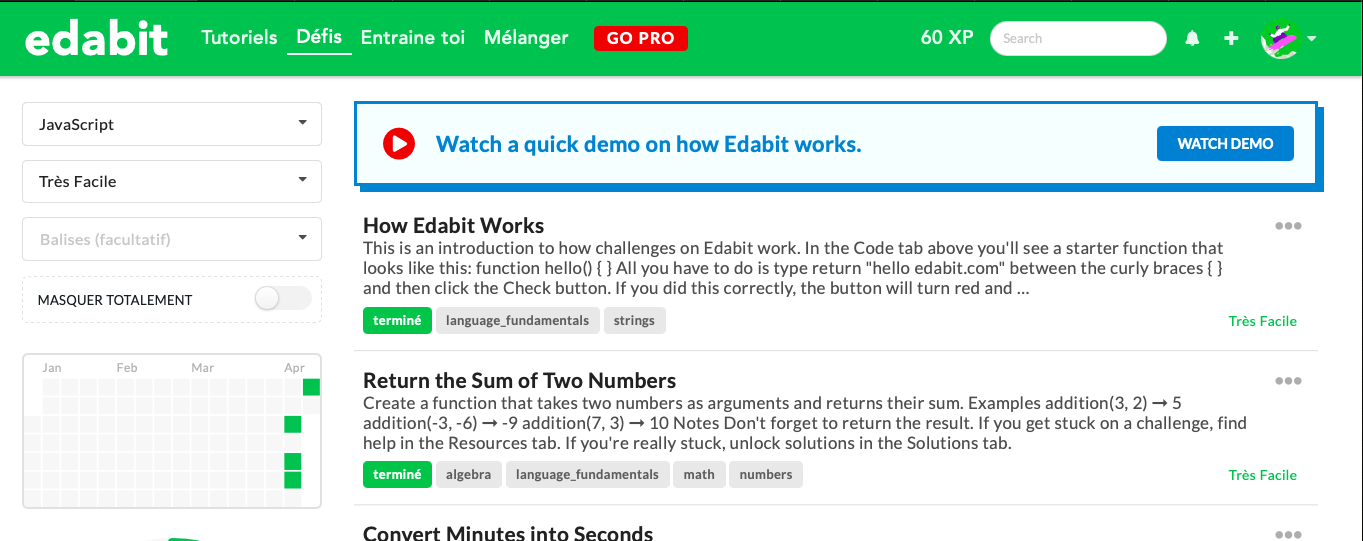 edabit Tutoriels Défis Entraine toi Mélanger GO PRO 60 XP Search
JavaScript
Très Facile
Balises (facultatif)
MASQUER TOTALEMENT
Jan Feb Mar Apr
Watch a quick demo on how Edabit works. WATCH DEMO
How Edabit Works
This is an introduction to how challenges on Edabit work. In the Code tab above you'll see a starter function that
looks like this: function hello() { } All you have to do is type return "hello edabit.com" between the curly braces { }
and then click the Check button. If you did this correctly, the button will turn red and ...
terminé language_fundamentals strings Très Facile
Return the Sum of Two Numbers
Create a function that takes two numbers as arguments and returns their sum. Examples addition(3, 2) ➞ 5
addition(-3, -6) ➞ -9 addition(7, 3) ➞ 10 Notes Don't forget to return the result. If you get stuck on a challenge, find
help in the Resources tab. If you're really stuck, unlock solutions in the Solutions tab.
terminé algebra language_fundamentals math numbers Très Facile
Convert Minutes into Seconds